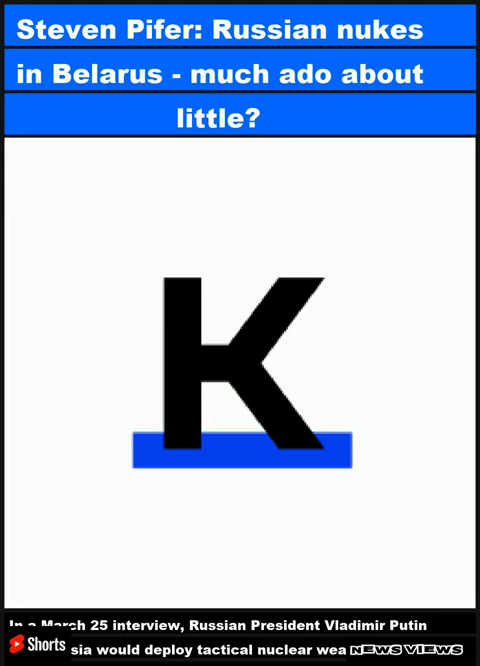 Steven Pifer: Russian nukes
in Belarus - much ado about
little?
K
In a March 25 interview, Russian President Vladimir Putin
Shorts
sia would deploy tactical nuclear wea
NEWS VIEWS